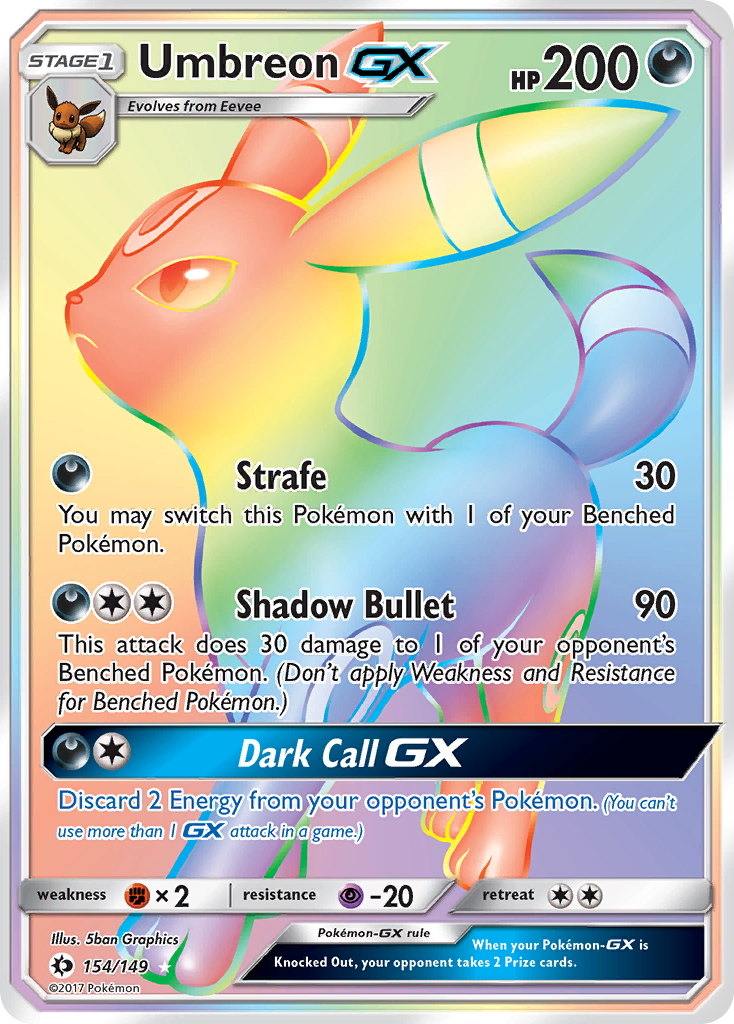 STAGE1 Umbreon GX HP 200
Evolves from Eevee
Strafe 30
You may switch this Pokémon with 1 of your Benched
Pokémon.
Shadow Bullet 90
This attack does 30 damage to 1 of your opponent's
Benched Pokémon. (Don't apply Weakness and Resistance
for Benched Pokémon.)
Dark Call GX
Discard 2 Energy from your opponent's Pokémon. (You can't
use more than 1 GX attack in a game.)
weakness ×2 resistance -20 retreat
Illus. 5ban Graphics
154/149
©2017 Pokémon
Pokémon-GX rule
When your Pokémon-GX is
Knocked Out, your opponent takes 2 Prize cards.